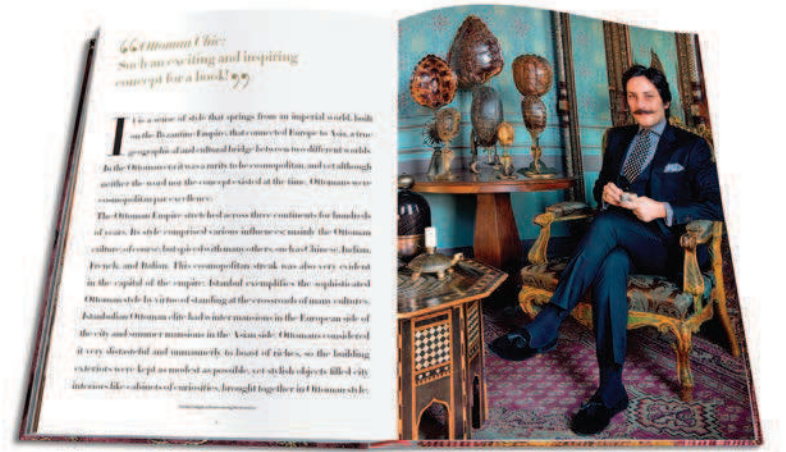 “Ottoman Chic:
Such an exciting and inspiring
concept for a book!”
It is a sense of style that springs from an imperial world, built
on the Byzantine Empire, that connected Europe to Asia, a true
geographical and cultural bridge between two different worlds.
In the Ottoman era it was a rarity to be cosmopolitan, and yet although
neither the word nor the concept existed at the time, Ottomans were
cosmopolitan par excellence.
The Ottoman Empire stretched across three continents for hundreds
of years. Its style comprised various influences; mainly the Ottoman
culture, of course, but spiced with many others, such as Chinese, Indian,
French, and Italian. This cosmopolitan streak was also very evident
in the capital of the empire: Istanbul exemplifies the sophisticated
Ottoman style by virtue of standing at the crossroads of many cultures.
Istanbulian Ottoman elite had winter mansions in the European side of
the city and summer mansions in the Asian side. Ottomans considered
it very distasteful and unmannerly to boast of riches, so the building
exteriors were kept as modest as possible, yet stylish objects filled city
interiors like cabinets of curiosities, brought together in Ottoman style.